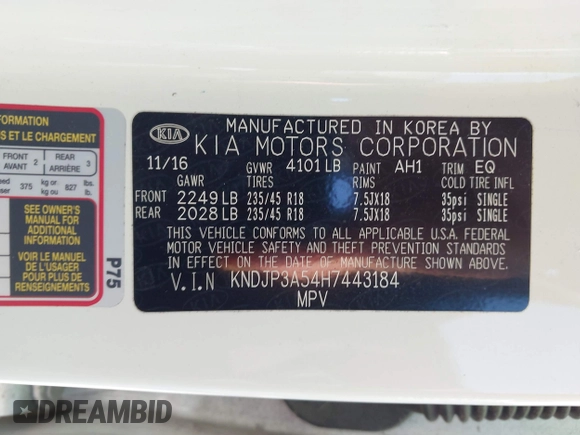 FORMATION
S ET LE CHARGEMENT
FRONT AVANT 2 REAR ARRIÈRE 3
375 kg or kg ou 827 lbs. lb.
SEE OWNER'S
MANUAL FOR
ADDITIONAL
INFORMATION
VOIR LE MANUEL
DE L'USAGER
POUR PLUS DE
RENSEIGNEMENTS
P75
KIA
MANUFACTURED IN KOREA BY
KIA MOTORS CORPORATION
11/16 GVWR 4101 LB PAINT AH1 TRIM EQ
GAWR TIRES RIMS COLD TIRE INFL
FRONT 2249 LB 235/45 R18 7.5JX18 35psi SINGLE
REAR 2028 LB 235/45 R18 7.5JX18 35psi SINGLE
THIS VEHICLE CONFORMS TO ALL APPLICABLE U.S.A. FEDERAL
MOTOR VEHICLE SAFETY AND THEFT PREVENTION STANDARDS
IN EFFECT ON THE DATE OF MANUFACTURE SHOWN ABOVE.
V.I.N KNDJP3A54H7443184
MPV
DREAMBID